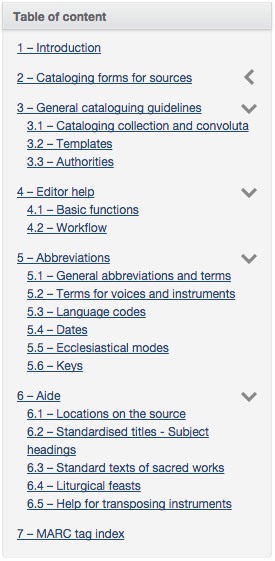 Table of content
1 – Introduction
2 – Cataloging forms for sources
3 – General cataloguing guidelines
3.1 – Cataloging collection and convoluta
3.2 – Templates
3.3 – Authorities
4 – Editor help
4.1 – Basic functions
4.2 – Workflow
5 – Abbreviations
5.1 – General abbreviations and terms
5.2 – Terms for voices and instruments
5.3 – Language codes
5.4 – Dates
5.5 – Ecclesiastical modes
5.6 – Keys
6 – Aide
6.1 – Locations on the source
6.2 – Standardised titles - Subject
headings
6.3 – Standard texts of sacred works
6.4 – Liturgical feasts
6.5 – Help for transposing instruments
7 – MARC tag index